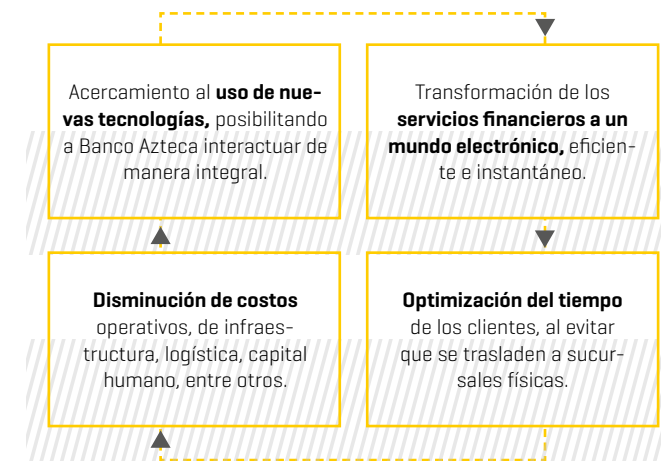 Acercamiento al uso de nue-
vas tecnologías, posibilitando
a Banco Azteca interactuar de
manera integral.
Transformación de los
servicios financieros a un
mundo electrónico, eficien-
te e instantáneo.
Disminución de costos
operativos, de infraes-
tructura, logística, capital
humano, entre otros.
Optimización del tiempo
de los clientes, al evitar
que se trasladen a sucur-
sales físicas.